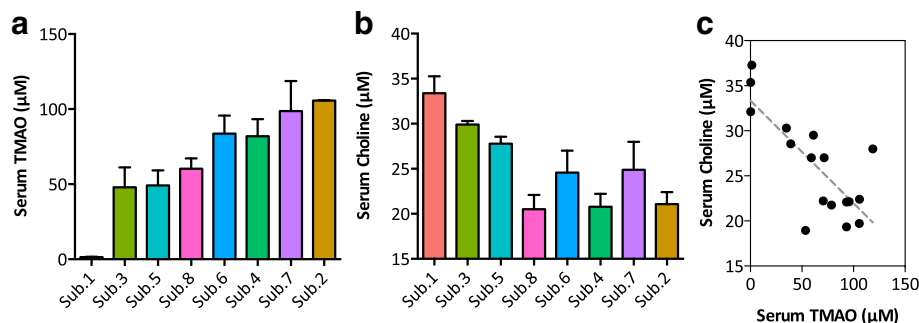 a
Serum TMAO (μM)
150
100
50
0
Sub.1
Sub.3
Sub.5
Sub.8
Sub.6
Sub.4
Sub.7
Sub.2
b
Serum Choline (μM)
40
35
30
25
20
15
Sub.1
Sub.3
Sub.5
Sub.8
Sub.6
Sub.4
Sub.7
Sub.2
c
Serum Choline (μM)
40
35
30
25
20
15
0
50
100
150
Serum TMAO (μM)